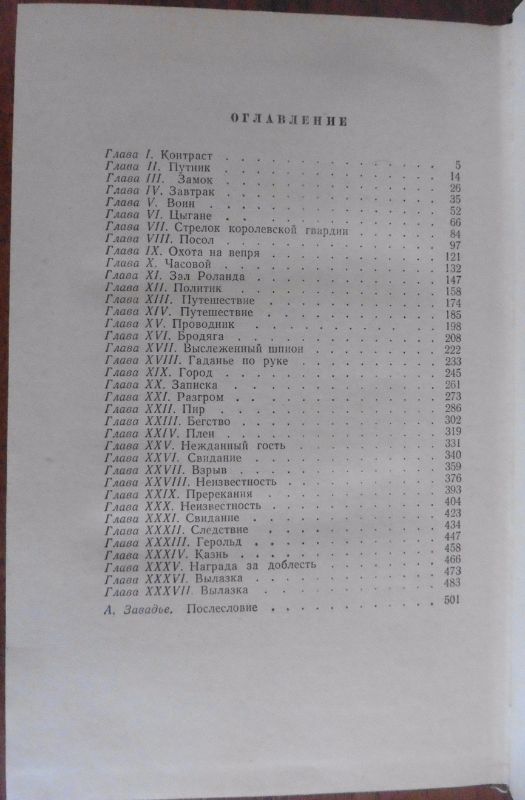 ОГЛАВЛЕНИЕ
Глава I. Контраст . . . . . . . . . . . . . . . 5
Глава II. Путник . . . . . . . . . . . . . . . 14
Глава III. Замок . . . . . . . . . . . . . . . 26
Глава IV. Завтрак . . . . . . . . . . . . . . . 35
Глава V. Воин . . . . . . . . . . . . . . . 52
Глава VI. Цыгане . . . . . . . . . . . . . . . 66
Глава VII. Стрелок королевской гвардии . . . . . . 84
Глава VIII. Посол . . . . . . . . . . . . . . . 97
Глава IX. Охота на вепря . . . . . . . . . . . . 121
Глава X. Часовой . . . . . . . . . . . . . . . 132
Глава XI. Зал Роланда . . . . . . . . . . . . . 147
Глава XII. Политик . . . . . . . . . . . . . . 158
Глава XIII. Путешествие . . . . . . . . . . . . 174
Глава XIV. Путешествие . . . . . . . . . . . . 185
Глава XV. Проводник . . . . . . . . . . . . . 198
Глава XVI. Бродяга . . . . . . . . . . . . . . 208
Глава XVII. Выслеженный шпион . . . . . . . . . 222
Глава XVIII. Гаданье по руке . . . . . . . . . . 233
Глава XIX. Город . . . . . . . . . . . . . . . 245
Глава XX. Записка . . . . . . . . . . . . . . 261
Глава XXI. Разгром . . . . . . . . . . . . . . 273
Глава XXII. Пир . . . . . . . . . . . . . . . 286
Глава XXIII. Бегство . . . . . . . . . . . . . 302
Глава XXIV. Плен . . . . . . . . . . . . . . . 319
Глава XXV. Нежданный гость . . . . . . . . . . 331
Глава XXVI. Свидание . . . . . . . . . . . . . 340
Глава XXVII. Взрыв . . . . . . . . . . . . . . 359
Глава XXVIII. Неизвестность . . . . . . . . . . 376
Глава XXIX. Пререкания . . . . . . . . . . . . 393
Глава XXX. Неизвестность . . . . . . . . . . . 404
Глава XXXI. Свидание . . . . . . . . . . . . . 423
Глава XXXII. Следствие . . . . . . . . . . . . 434
Глава XXXIII. Герольд . . . . . . . . . . . . . 447
Глава XXXIV. Казнь . . . . . . . . . . . . . . 458
Глава XXXV. Награда за доблесть . . . . . . . . 466
Глава XXXVI. Вылазка . . . . . . . . . . . . . 473
Глава XXXVII. Вылазка . . . . . . . . . . . . . 483
А. Завадье. Послесловие . . . . . . . . . . . . 501